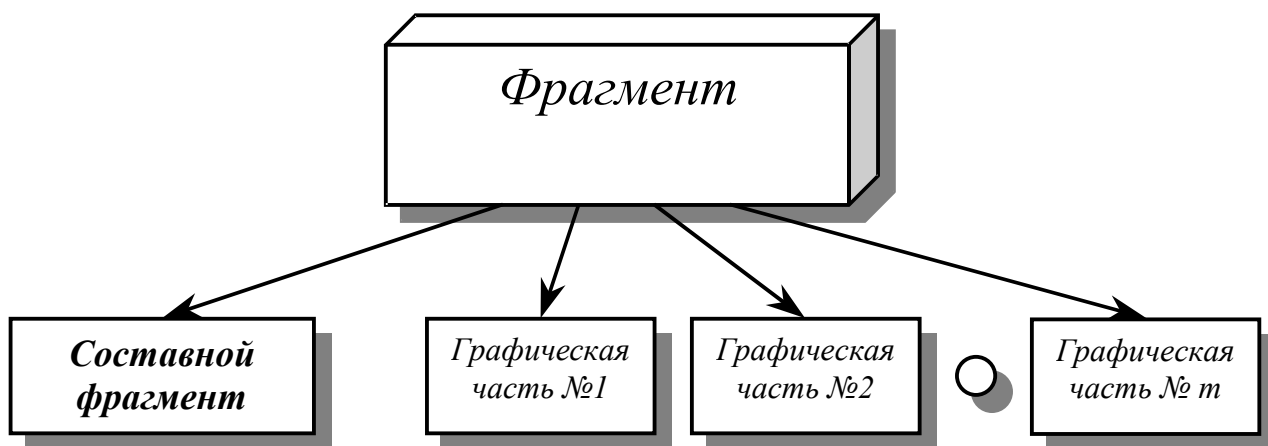 Фрагмент
Составной
фрагмент
Графическая
часть №1
Графическая
часть №2
Графическая
часть № m